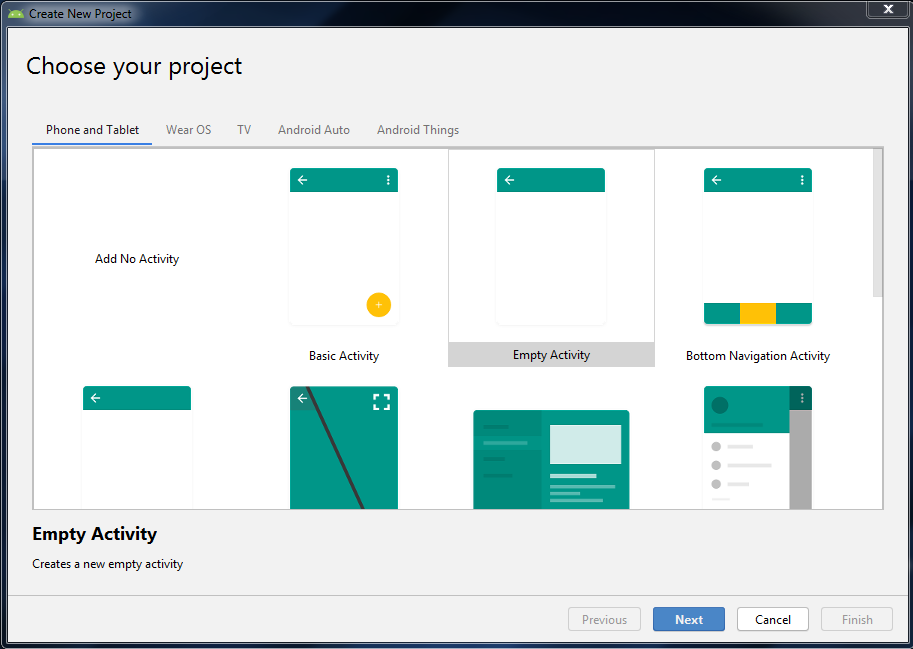 Create New Project
Choose your project
Phone and Tablet
Wear OS
TV
Android Auto
Android Things
Add No Activity
Basic Activity
Empty Activity
Bottom Navigation Activity
Empty Activity
Creates a new empty activity
Previous
Next
Cancel
Finish